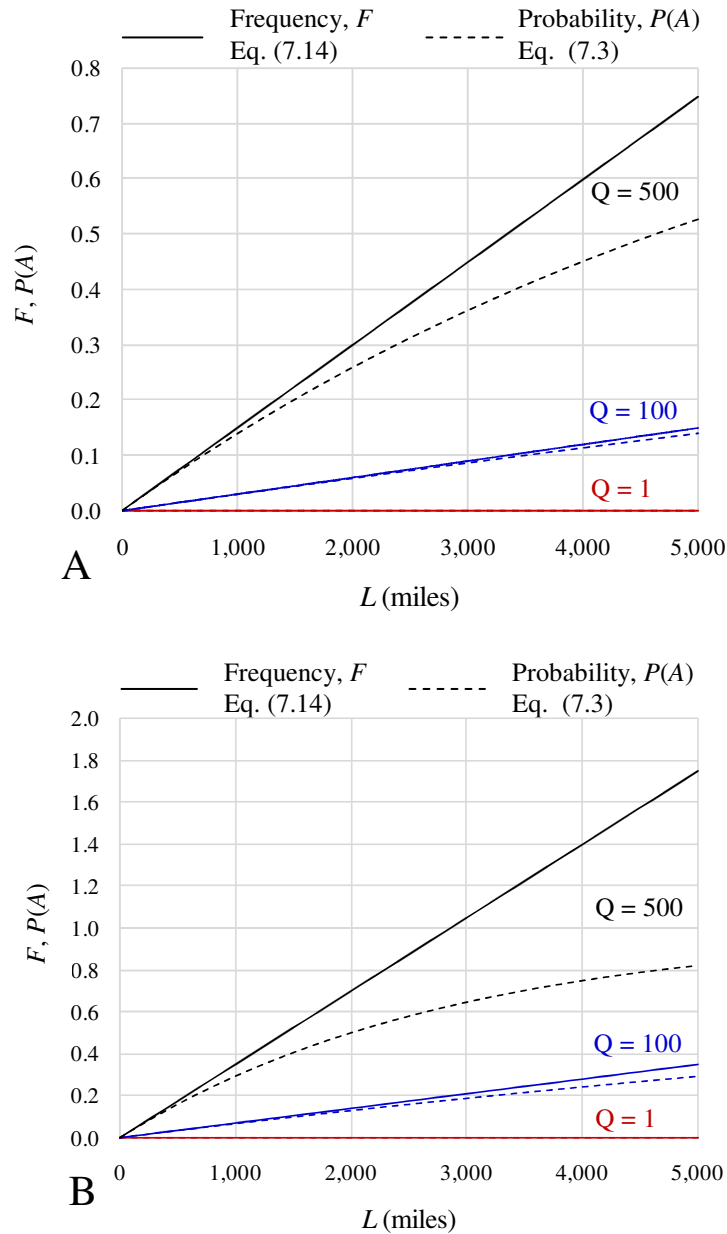 Frequency, F Probability, P(A)
Eq. (7.14) Eq. (7.3)
0.8
0.7
0.6
Q = 500
0.5
F, P(A)
0.4
0.3
0.2
Q = 100
0.1
Q = 1
0.0
0 1,000 2,000 3,000 4,000 5,000
A
L (miles)
Frequency, F Probability, P(A)
Eq. (7.14) Eq. (7.3)
2.0
1.8
1.6
1.4
1.2
F, P(A)
1.0
Q = 500
0.8
0.6
0.4
Q = 100
0.2
Q = 1
0.0
0 1,000 2,000 3,000 4,000 5,000
B
L (miles)